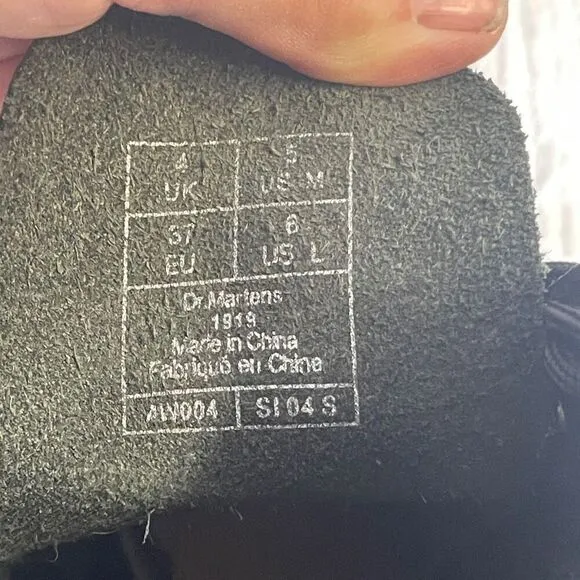 4 5
UK US M
37 6
EU US L
Dr.Martens
1919
Made in China
Fabriqué en China
AW004 SI 04 S